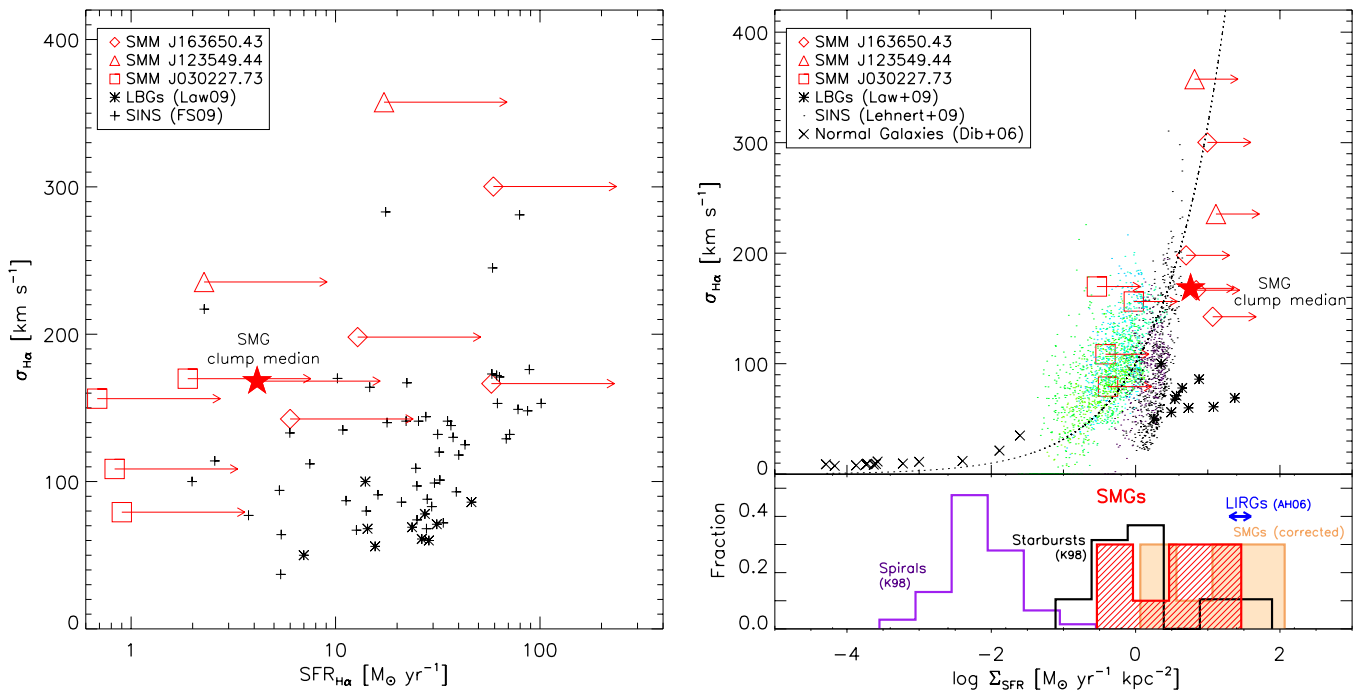 400
300
200
100
0
σHα [km s⁻¹]
SMM J163650.43
SMM J123549.44
SMM J030227.73
LBGs (Law09)
SINS (FS09)
SMG
clump median
1
10
100
SFRHα [M⊙ yr⁻¹]
400
300
200
100
0
σHα [km s⁻¹]
SMM J163650.43
SMM J123549.44
SMM J030227.73
LBGs (Law+09)
SINS (Lehnert+09)
Normal Galaxies (Dib+06)
SMG
clump median
0.4
0.2
0.0
Fraction
SMGs
LIRGs (AH06)
SMGs (corrected)
Starbursts
(K98)
Spirals
(K98)
-4
-2
0
2
log ΣSFR [M⊙ yr⁻¹ kpc⁻²]